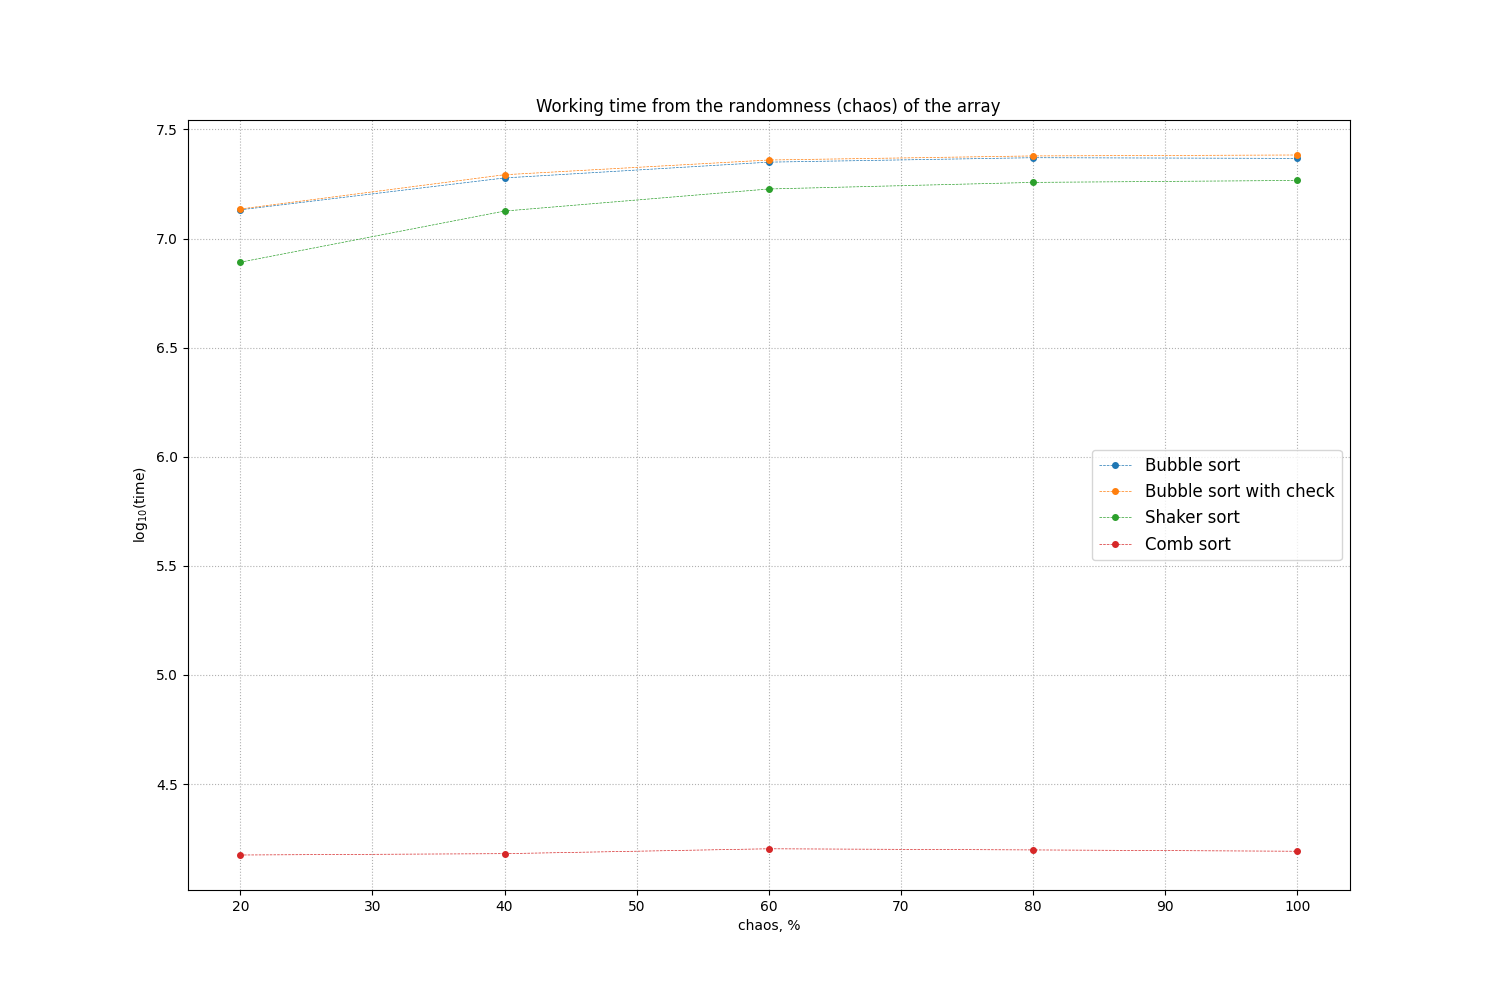 Working time from the randomness (chaos) of the array
7.5
7.0
6.5
6.0
5.5
5.0
4.5
log₁₀(time)
Bubble sort
Bubble sort with check
Shaker sort
Comb sort
20 30 40 50 60 70 80 90 100
chaos, %